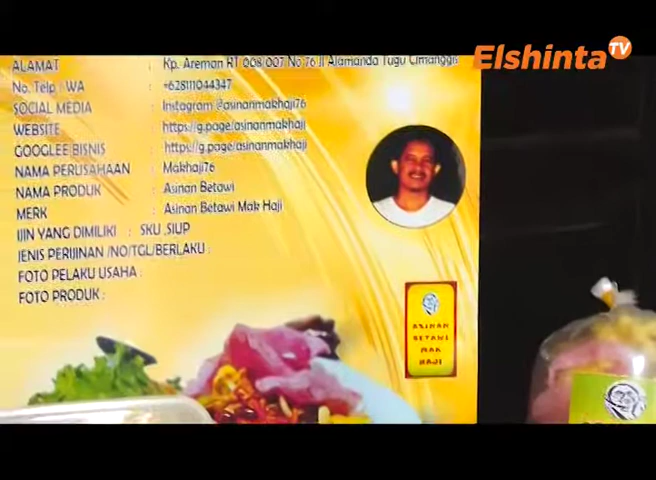 Elshinta TV
ALAMAT : Kp. Areman RT 008 007 No 76 Jl Alamanda Tugu Cimanggis
No. Telp : WA : +628111044347
SOCIAL MEDIA : Instagram @asinanmakhaji76
WEBSITE : https://g.page/asinanmakhaji
GOOGLEE BISNIS : https://g.page/asinanmakhaji
NAMA PERUSAHAAN : Makhaji76
NAMA PRODUK : Asinan Betawi
MERK : Asinan Betawi Mak Haji
IJIN YANG DIMILIKI : SKU ,SIUP
JENIS PERIJINAN /NO/TGL/BERLAKU :
FOTO PELAKU USAHA :
FOTO PRODUK :
ASINAN
BETAWI
MAK
HAJI